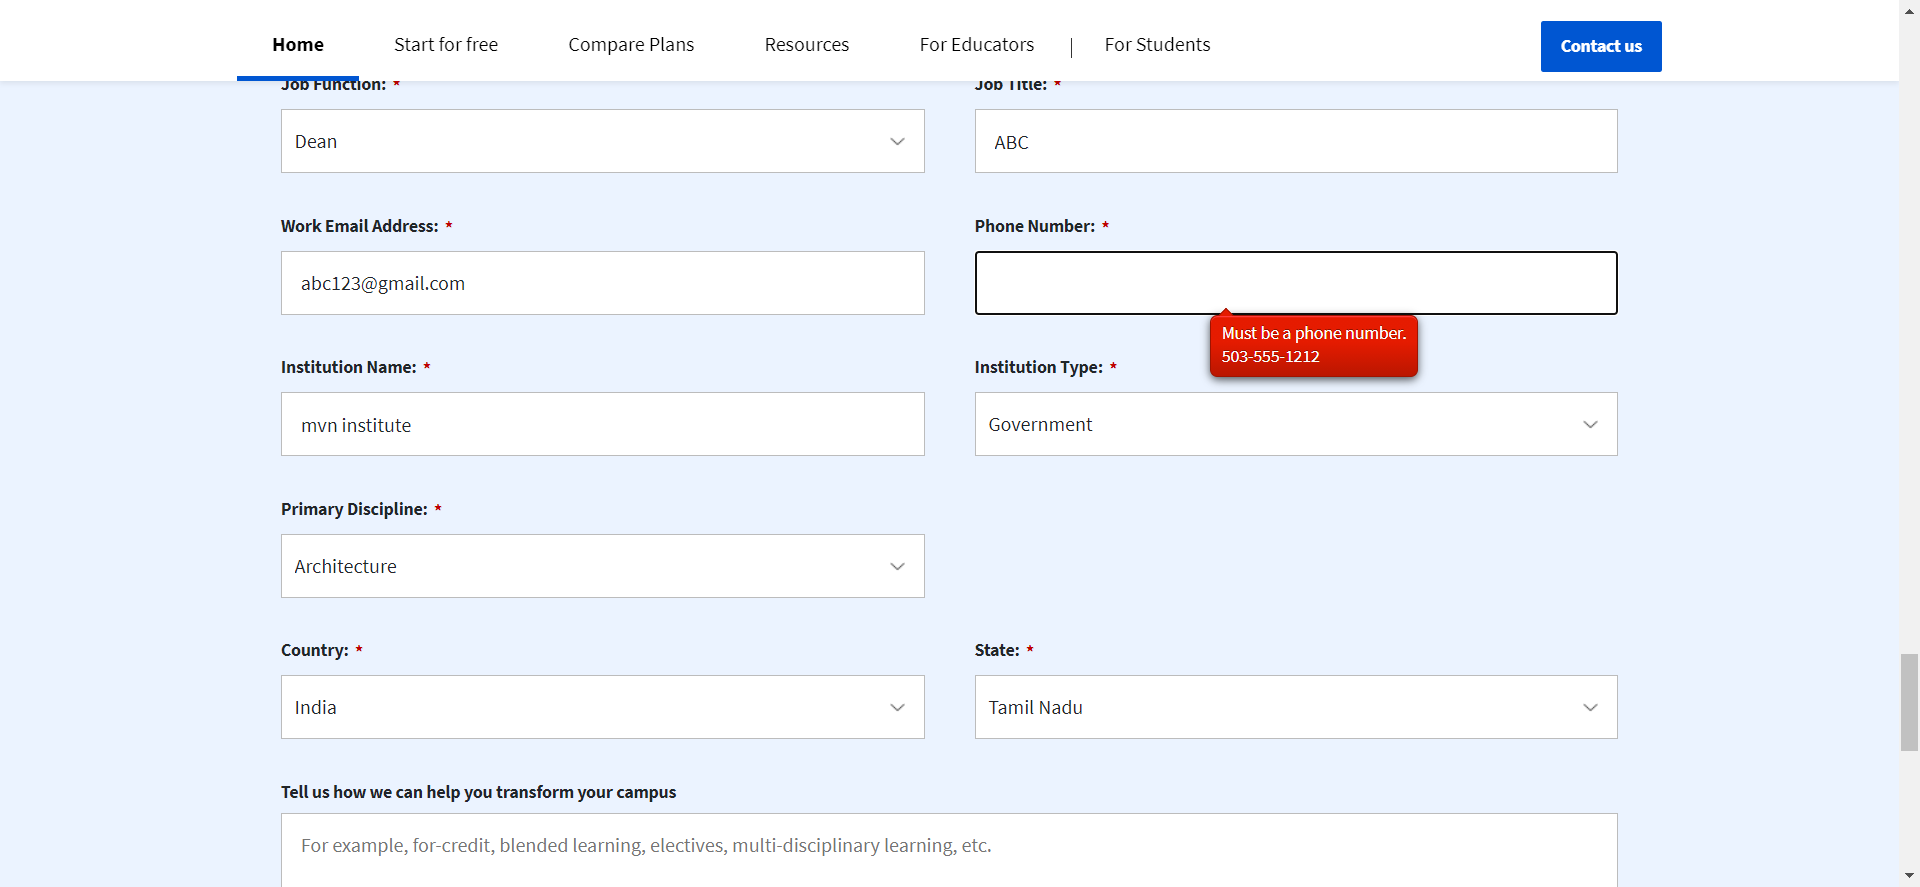 Home
Start for free
Compare Plans
Resources
For Educators
|
For Students
Contact us
Job Function: *
Job Title: *
Dean
ABC
Work Email Address: *
Phone Number: *
abc123@gmail.com
Must be a phone number.
503-555-1212
Institution Name: *
Institution Type: *
mvn institute
Government
Primary Discipline: *
Architecture
Country: *
State: *
India
Tamil Nadu
Tell us how we can help you transform your campus
For example, for-credit, blended learning, electives, multi-disciplinary learning, etc.